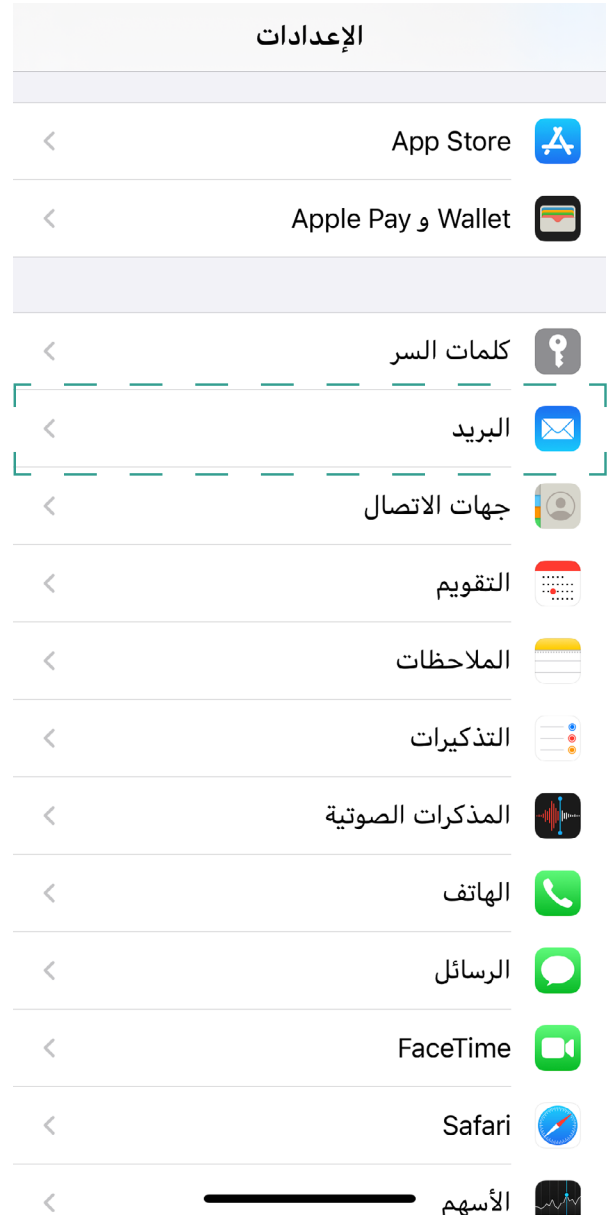 الإعدادات
App Store
Wallet و Apple Pay
كلمات السر
البريد
جهات الاتصال
التقويم
الملاحظات
التذكيرات
المذكرات الصوتية
الهاتف
الرسائل
FaceTime
Safari
الأسهم